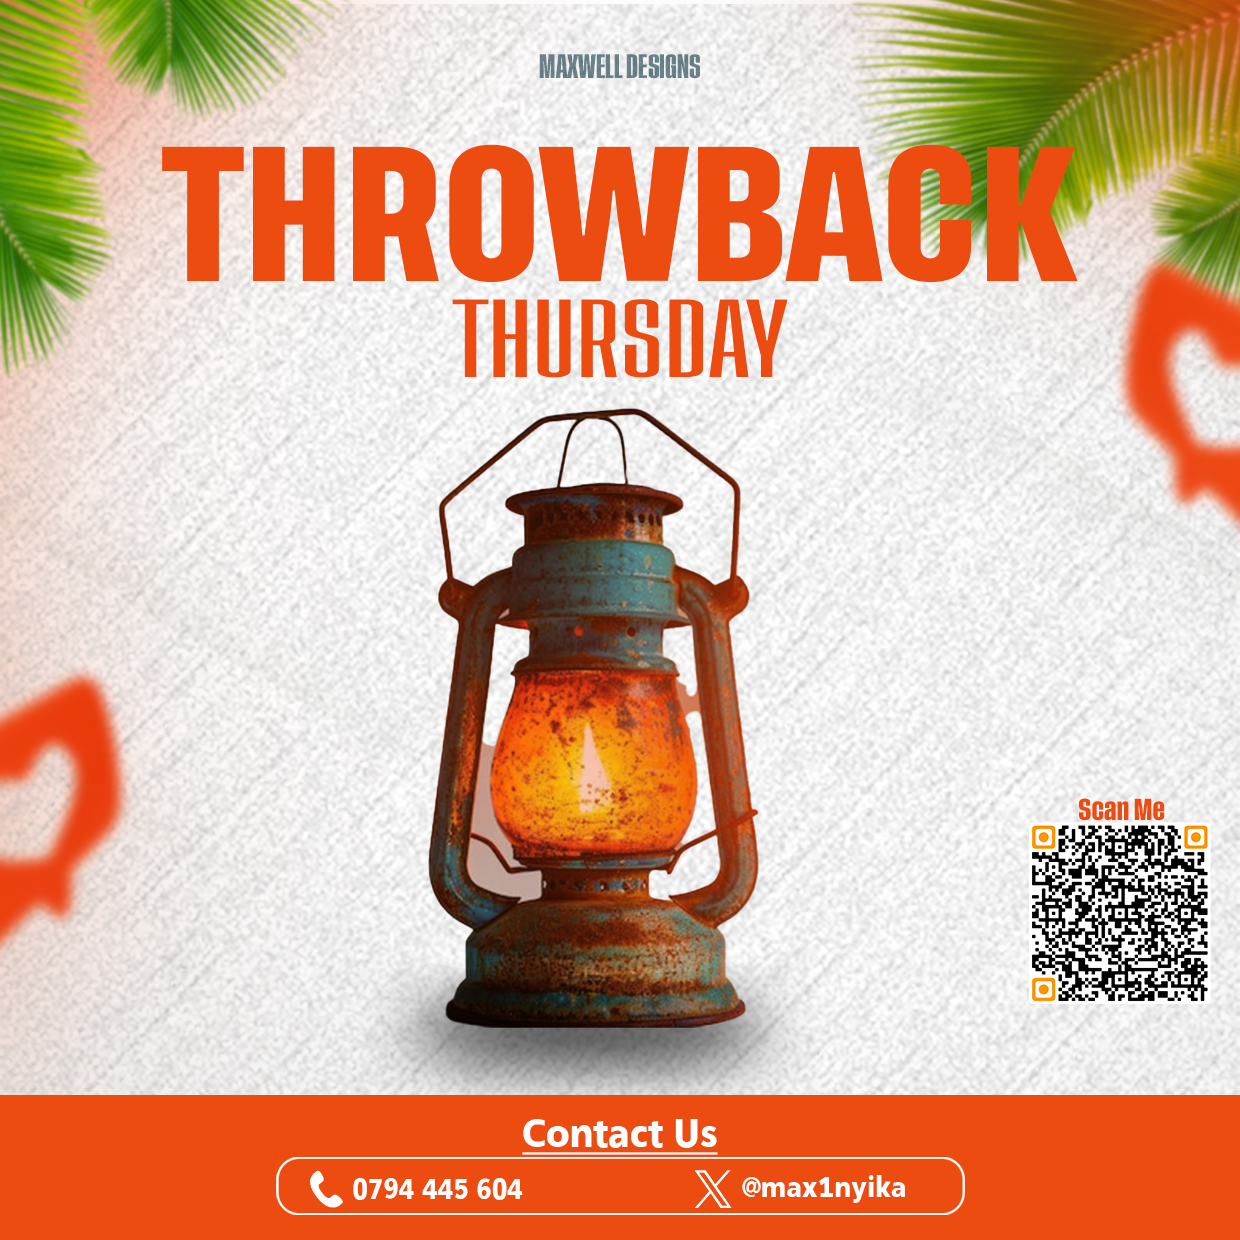 MAXWELL DESIGNS
THROWBACK
THURSDAY
Scan Me
Contact Us
0794 445 604
@max1nyika